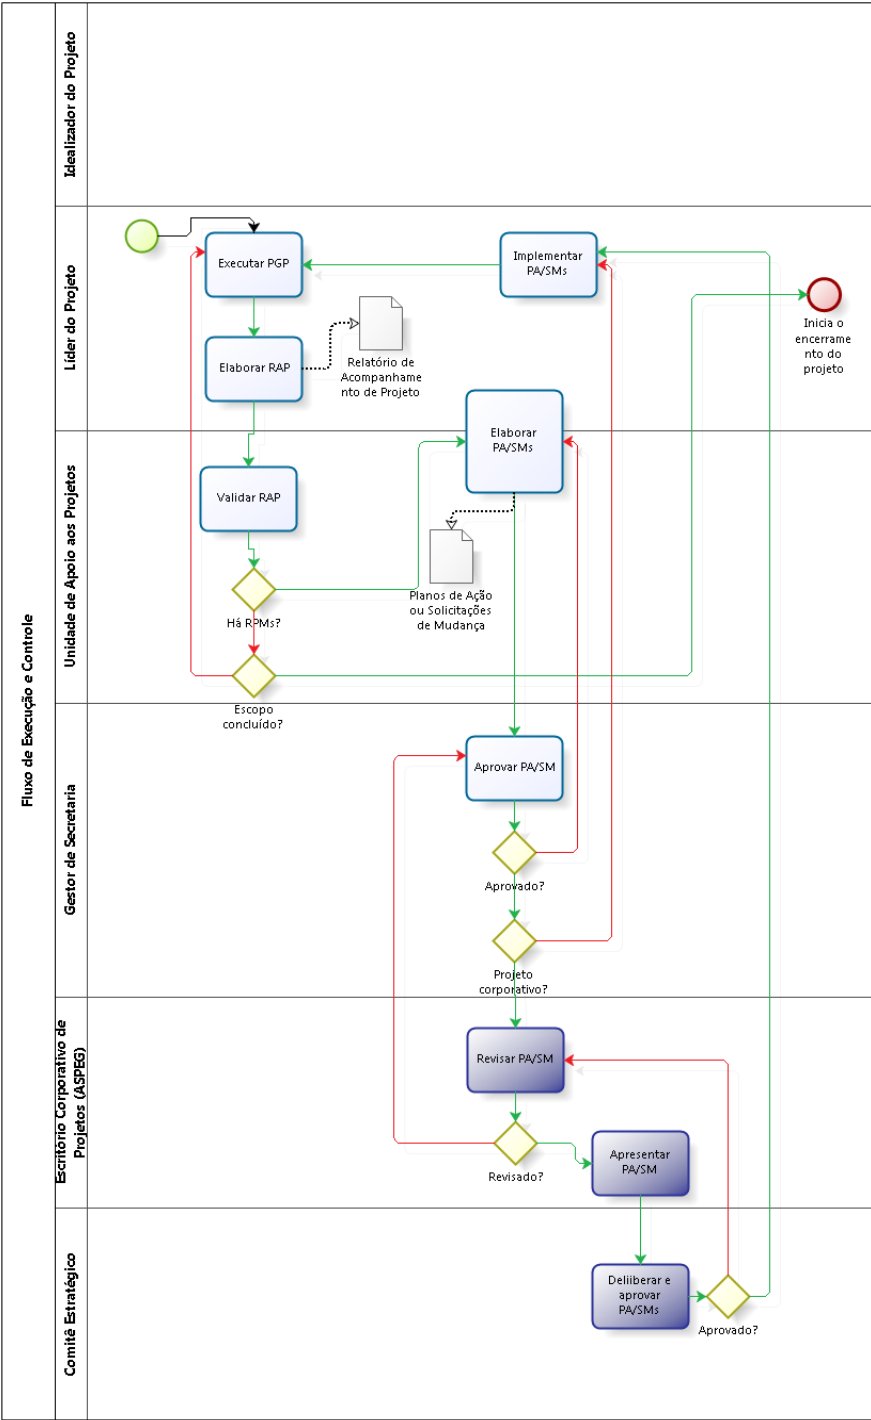 Fluxo de Execução e Controle
Idealizador do Projeto
Líder do Projeto
Executar PGP
Implementar
PA/SMs
Inicia o
encerrame
nto do
projeto
Elaborar RAP
Relatório de
Acompanhame
nto de Projeto
Elaborar
PA/SMs
Unidade de Apoio aos Projetos
Validar RAP
Há RPMs?
Planos de Ação
ou Solicitações
de Mudança
Escopo
concluído?
Gestor de Secretaria
Aprovar PA/SM
Aprovado?
Projeto
corporativo?
Escritório Corporativo de
Projetos (ASPEG)
Revisar PA/SM
Revisado?
Apresentar
PA/SM
Comitê Estratégico
Deliiberar e
aprovar
PA/SMs
Aprovado?